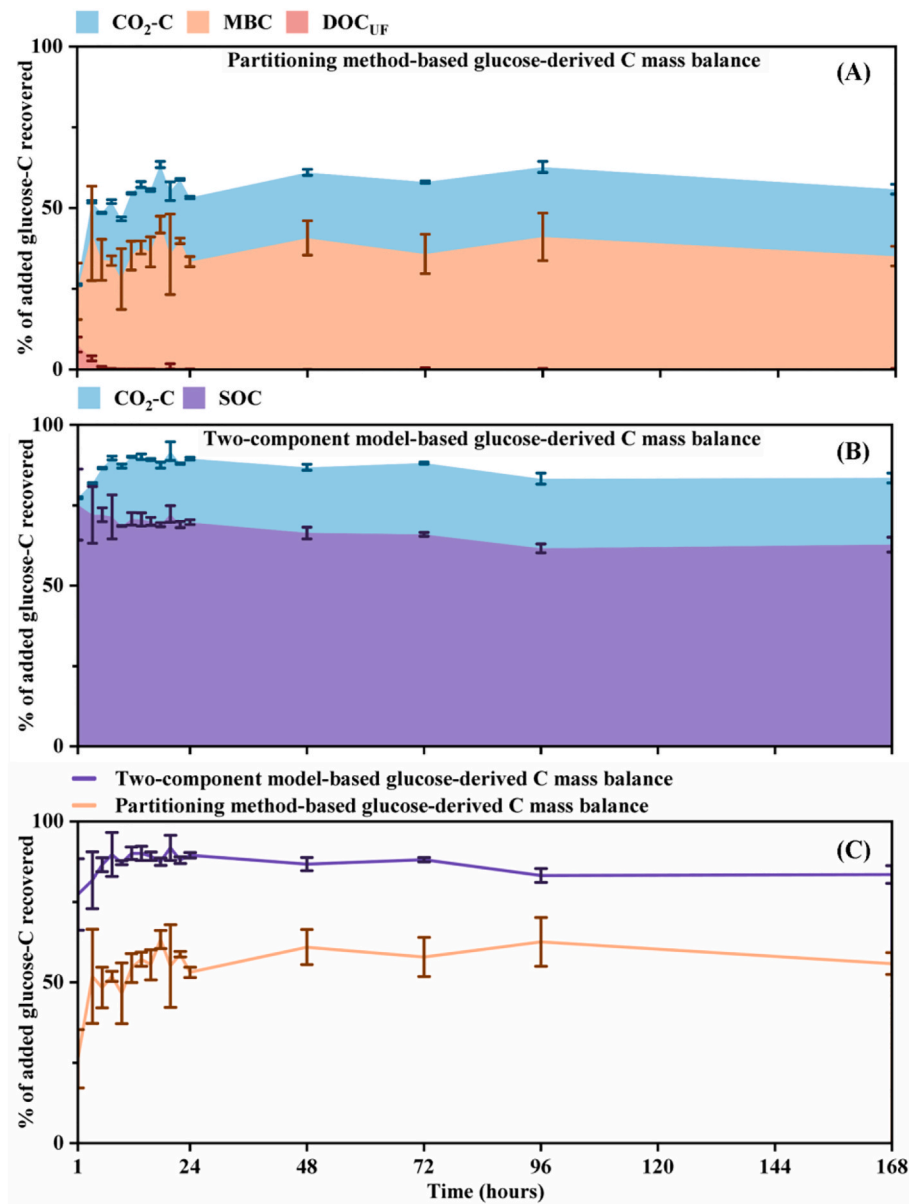 CO₂-C MBC DOC_UF
Partitioning method-based glucose-derived C mass balance
(A)
% of added glucose-C recovered
100
50
0
CO₂-C SOC
Two-component model-based glucose-derived C mass balance
(B)
% of added glucose-C recovered
100
50
0
Two-component model-based glucose-derived C mass balance
Partitioning method-based glucose-derived C mass balance
(C)
% of added glucose-C recovered
100
50
0
1 24 48 72 96 120 144 168
Time (hours)